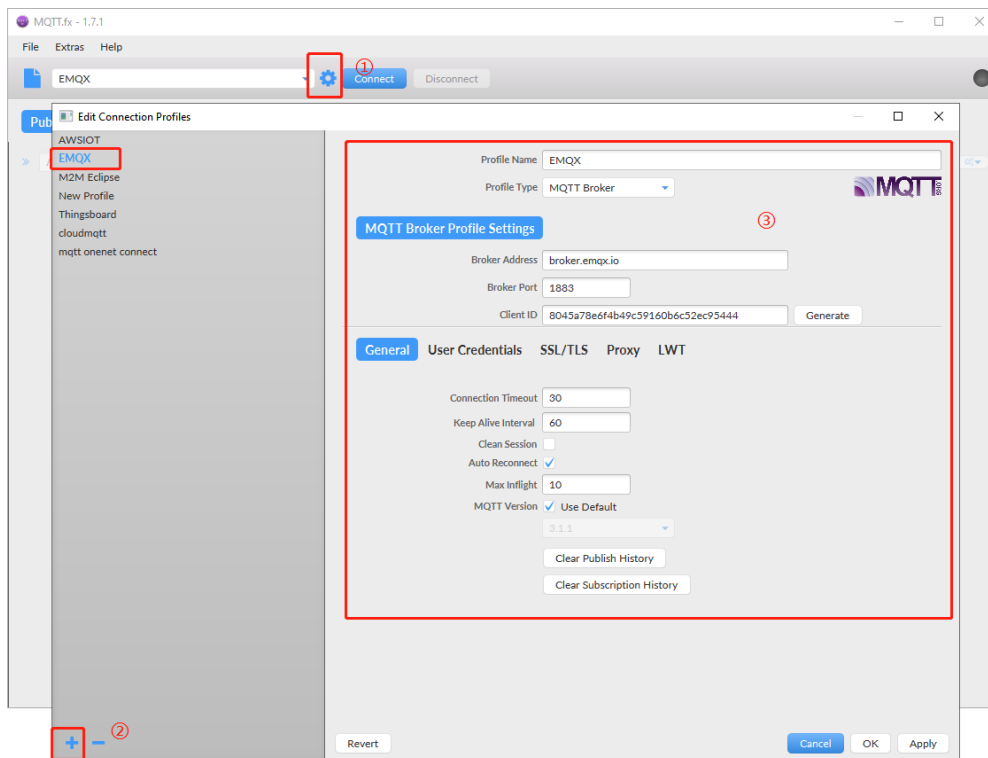 MQTT.fx - 1.7.1
File Extras Help
EMQX ① Connect Disconnect
Pub
Edit Connection Profiles
AWSIOT
EMQX
M2M Eclipse
New Profile
Thingsboard
cloudmqtt
mqtt onenet connect
Profile Name EMQX
Profile Type MQTT Broker
MQTT
③
MQTT Broker Profile Settings
Broker Address broker.emqx.io
Broker Port 1883
Client ID 8045a78e6f4b49c59160b6c52ec95444 Generate
General User Credentials SSL/TLS Proxy LWT
Connection Timeout 30
Keep Alive Interval 60
Clean Session
Auto Reconnect
Max Inflight 10
MQTT Version Use Default
3.1.1
Clear Publish History
Clear Subscription History
②
Revert Cancel OK Apply